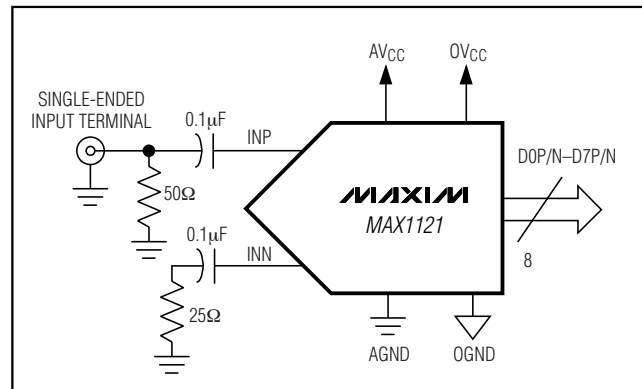 AVCC
OVCC
SINGLE-ENDED
INPUT TERMINAL
0.1µF
INP
D0P/N–D7P/N
50Ω
MAXIM
MAX1121
0.1µF
INN
8
25Ω
AGND
OGND